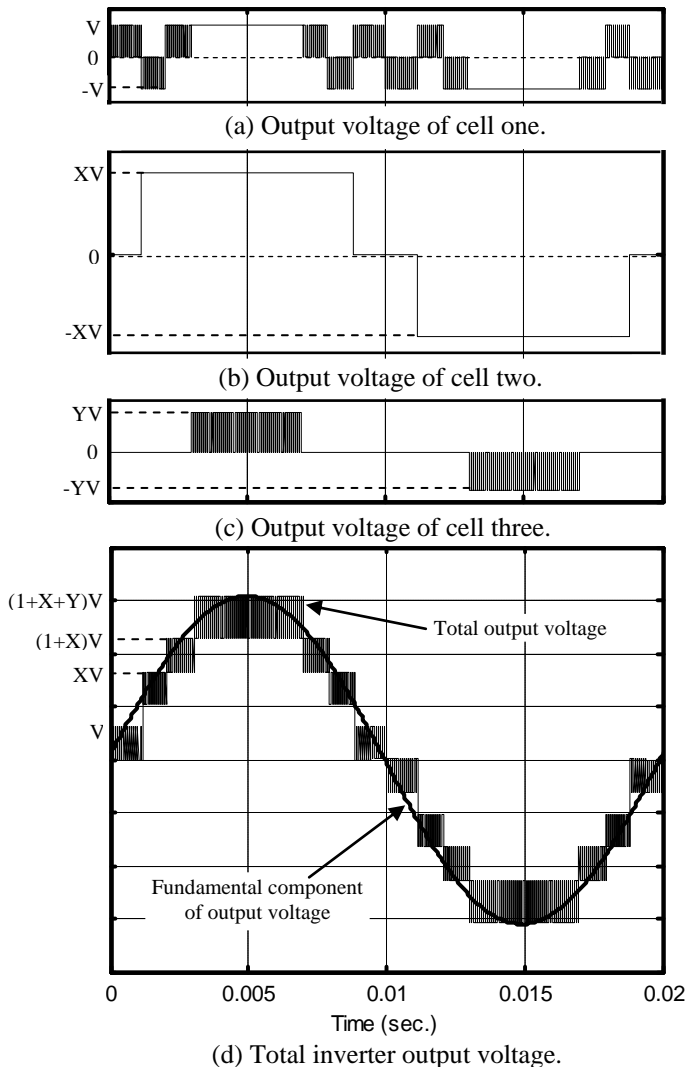 V
0
-V
(a) Output voltage of cell one.
XV
0
-XV
(b) Output voltage of cell two.
YV
0
-YV
(c) Output voltage of cell three.
(1+X+Y)V
Total output voltage
(1+X)V
XV
V
Fundamental component
of output voltage
0 0.005 0.01 0.015 0.02
Time (sec.)
(d) Total inverter output voltage.